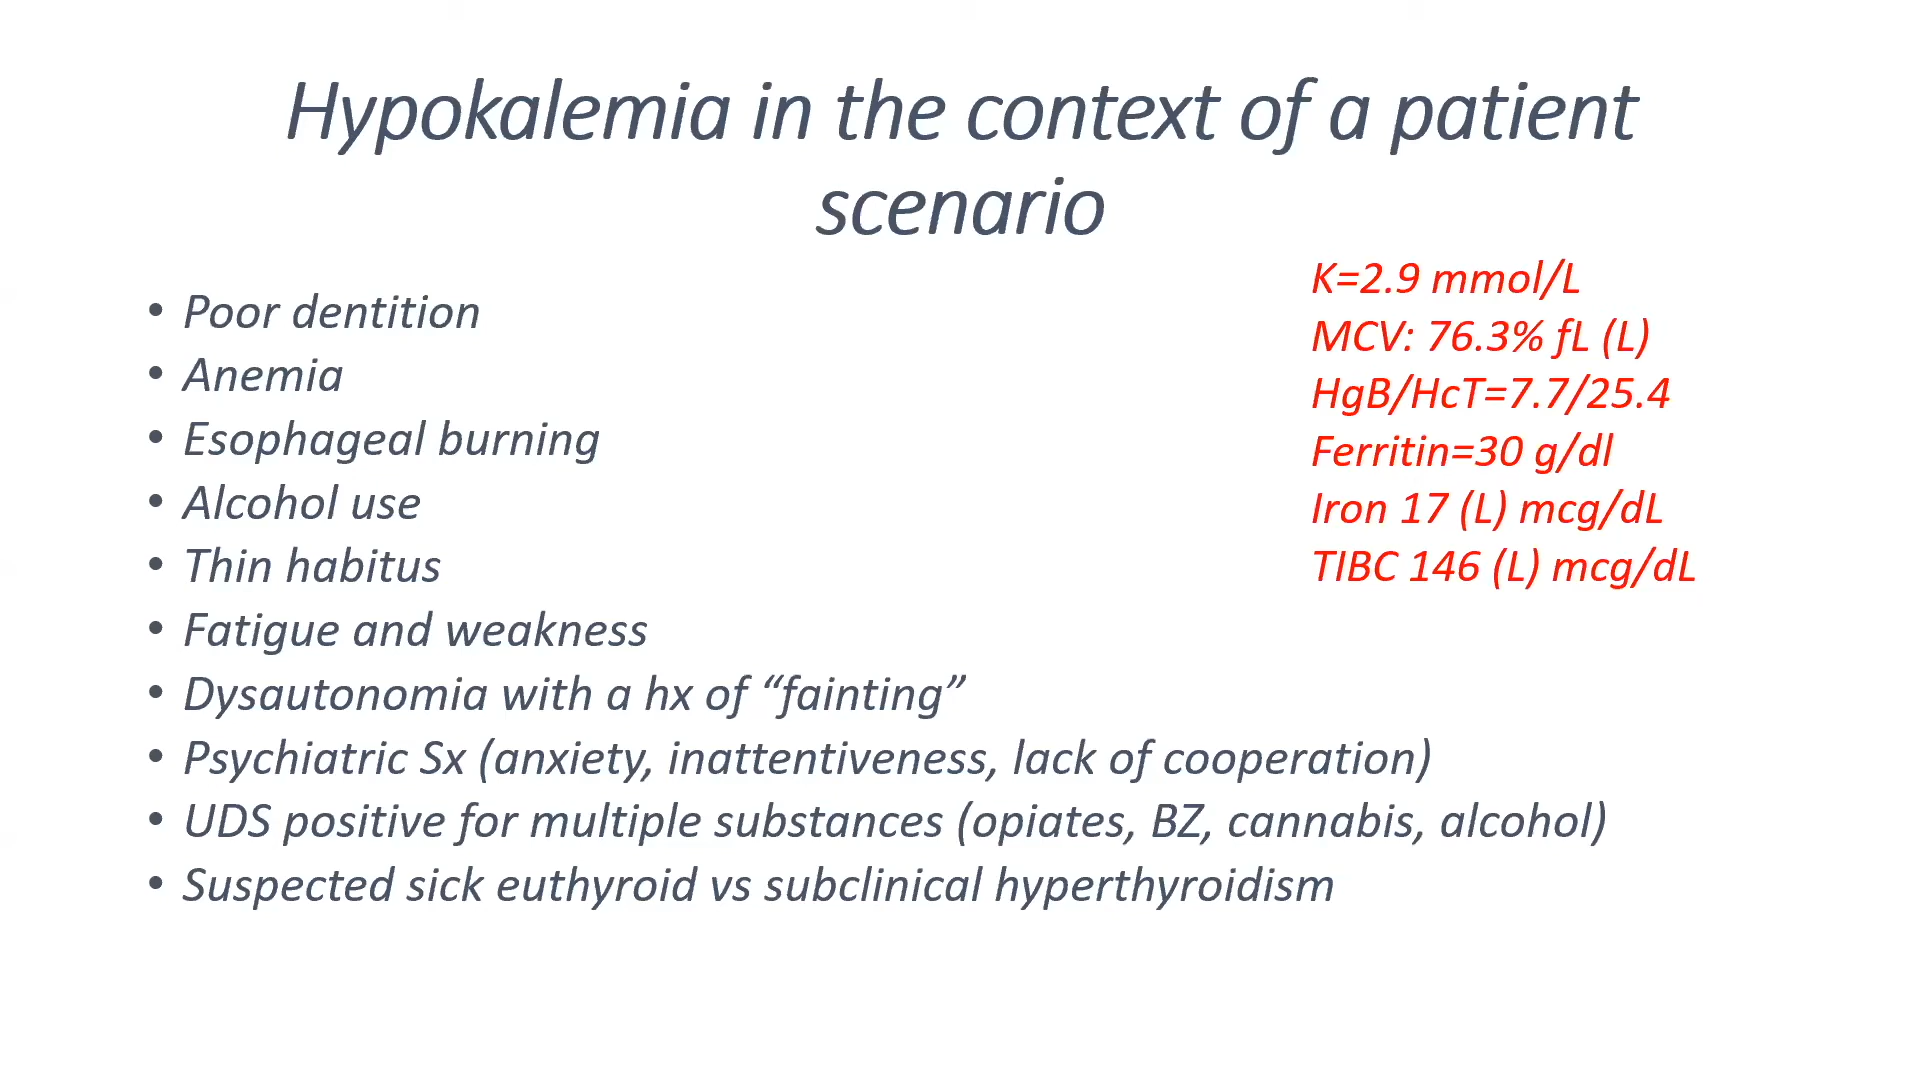 Hypokalemia in the context of a patient
scenario
• Poor dentition
• Anemia
• Esophageal burning
• Alcohol use
• Thin habitus
• Fatigue and weakness
• Dysautonomia with a hx of “fainting”
• Psychiatric Sx (anxiety, inattentiveness, lack of cooperation)
• UDS positive for multiple substances (opiates, BZ, cannabis, alcohol)
• Suspected sick euthyroid vs subclinical hyperthyroidism
K=2.9 mmol/L
MCV: 76.3% fL (L)
HgB/HcT=7.7/25.4
Ferritin=30 g/dl
Iron 17 (L) mcg/dL
TIBC 146 (L) mcg/dL